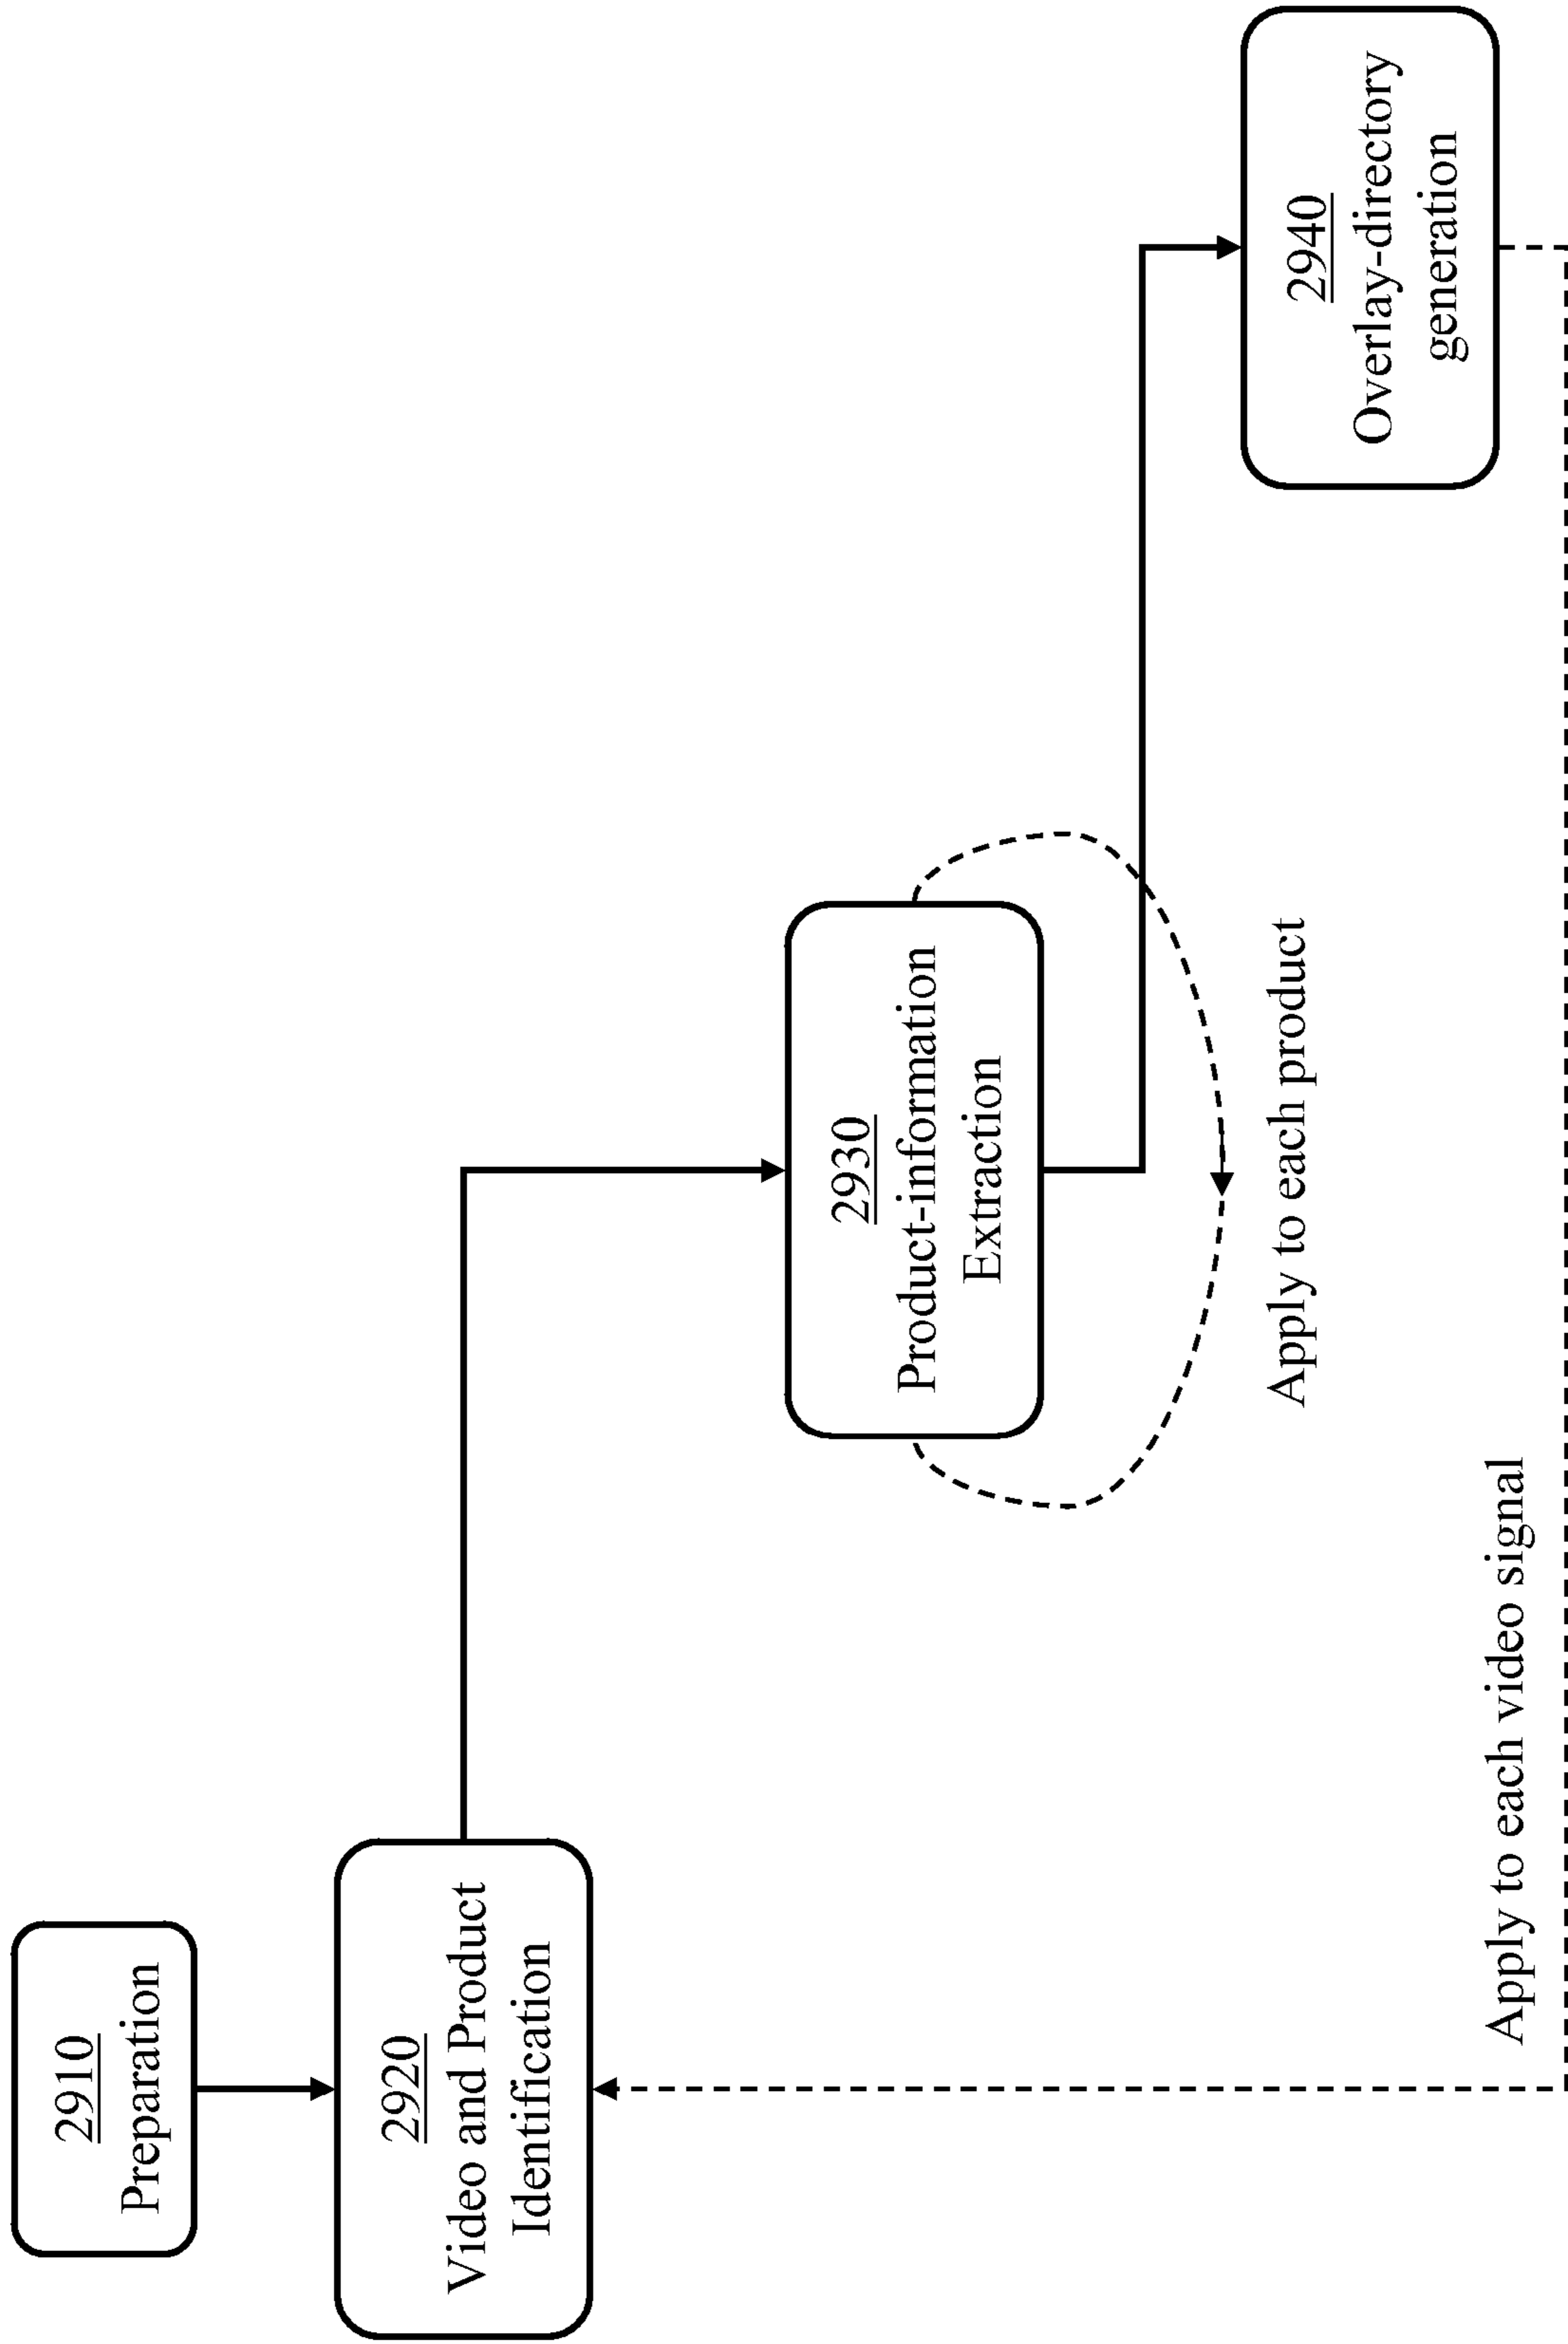 2910
Preparation
2920
Video and Product
Identification
2930
Product-information
Extraction
Apply to each product
2940
Overlay-directory
generation
Apply to each video signal